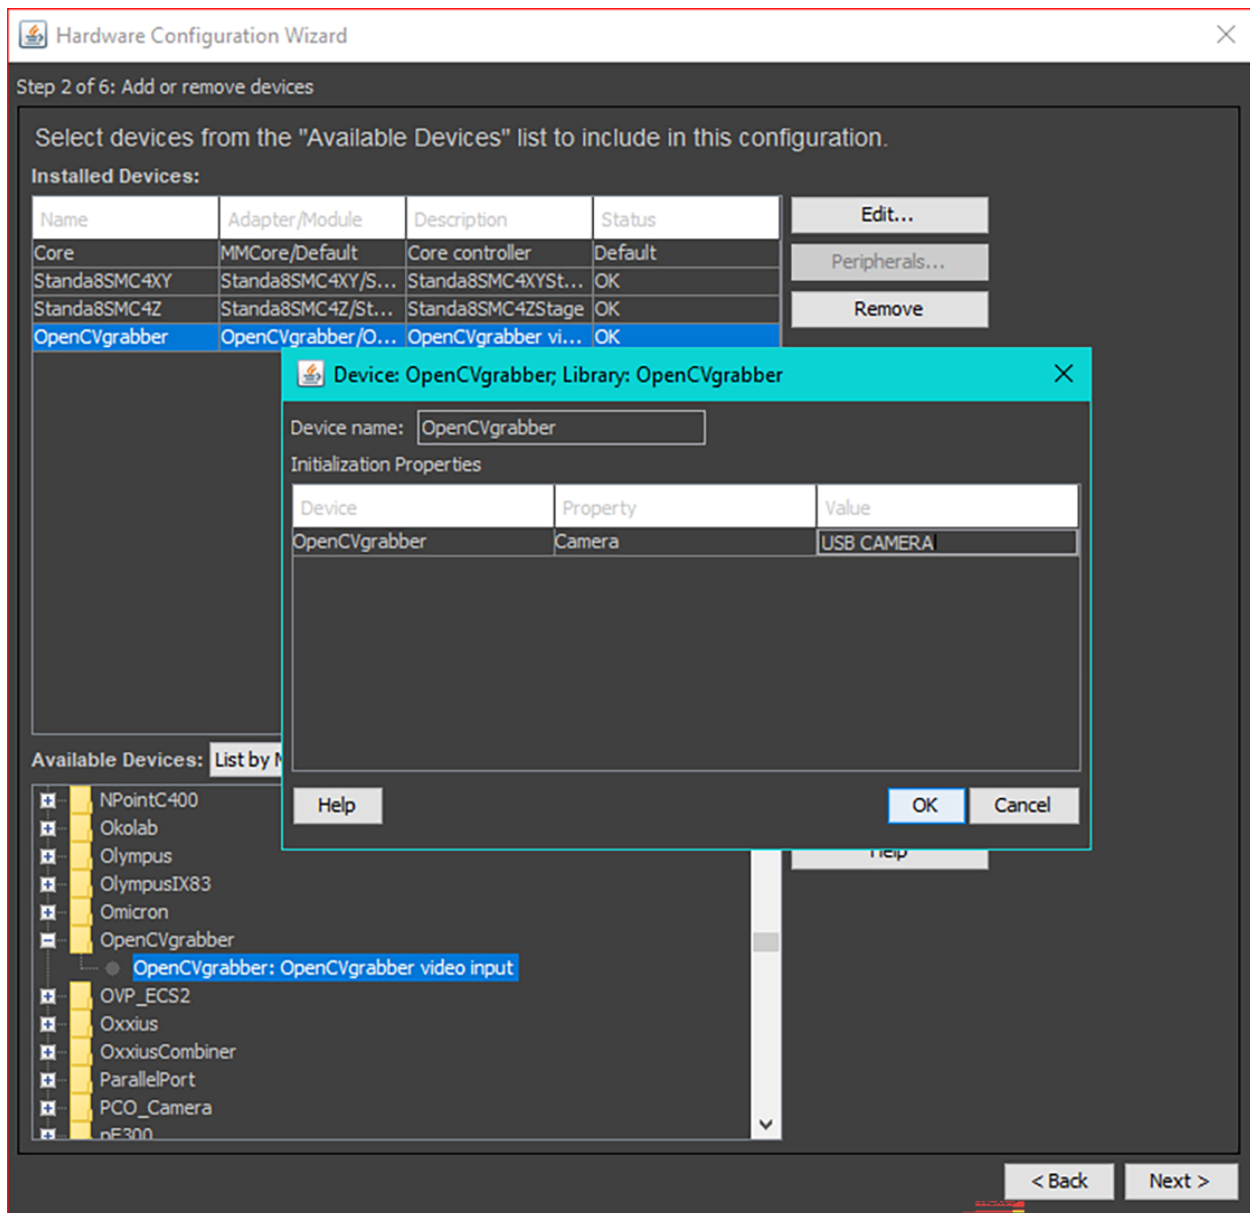 Hardware Configuration Wizard
Step 2 of 6: Add or remove devices
Select devices from the "Available Devices" list to include in this configuration.
Installed Devices:
Name Adapter/Module Description Status
Edit...
Core MMCore/Default Core controller Default
Peripherals...
Standa8SMC4XY Standa8SMC4XY/S... Standa8SMC4XYSt... OK
Standa8SMC4Z Standa8SMC4Z/St... Standa8SMC4ZStage OK
Remove
OpenCVgrabber OpenCVgrabber/O... OpenCVgrabber vi... OK
Device: OpenCVgrabber; Library: OpenCVgrabber
Device name: OpenCVgrabber
Initialization Properties
Device Property Value
OpenCVgrabber Camera USB CAMERA
Help OK Cancel
Available Devices: List by
Help
NPointC400
Okolab
Olympus
OlympusIX83
Omicron
OpenCVgrabber
OpenCVgrabber: OpenCVgrabber video input
OVP_ECS2
Oxxius
OxxiusCombiner
ParallelPort
PCO_Camera
pE300
< Back Next >